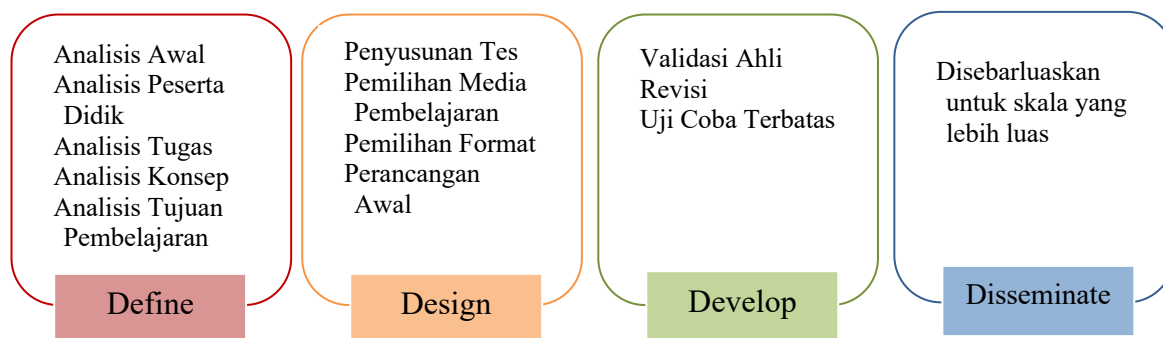 Analisis Awal
Analisis Peserta
Didik
Analisis Tugas
Analisis Konsep
Analisis Tujuan
Pembelajaran
Define
Penyusunan Tes
Pemilihan Media
Pembelajaran
Pemilihan Format
Perancangan
Awal
Design
Validasi Ahli
Revisi
Uji Coba Terbatas
Develop
Disebarluaskan
untuk skala yang
lebih luas
Disseminate